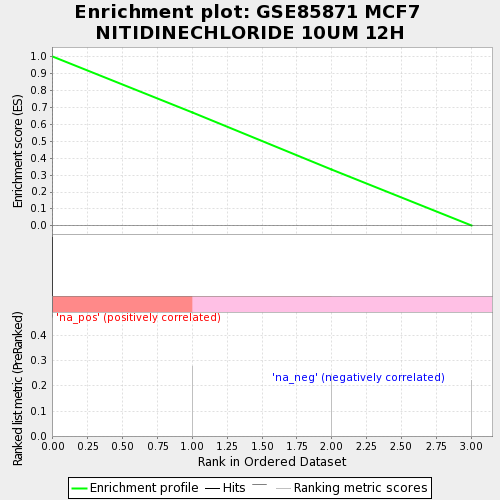 Enrichment plot: GSE85871 MCF7
NITIDINECHLORIDE 10UM 12H
Enrichment score (ES)
1.0
0.9
0.8
0.7
0.6
0.5
0.4
0.3
0.2
0.1
0.0
'na_pos' (positively correlated)
'na_neg' (negatively correlated)
Ranked list metric (PreRanked)
0.4
0.3
0.2
0.1
0.0
0.00 0.25 0.50 0.75 1.00 1.25 1.50 1.75 2.00 2.25 2.50 2.75 3.00
Rank in Ordered Dataset
Enrichment profile Hits Ranking metric scores